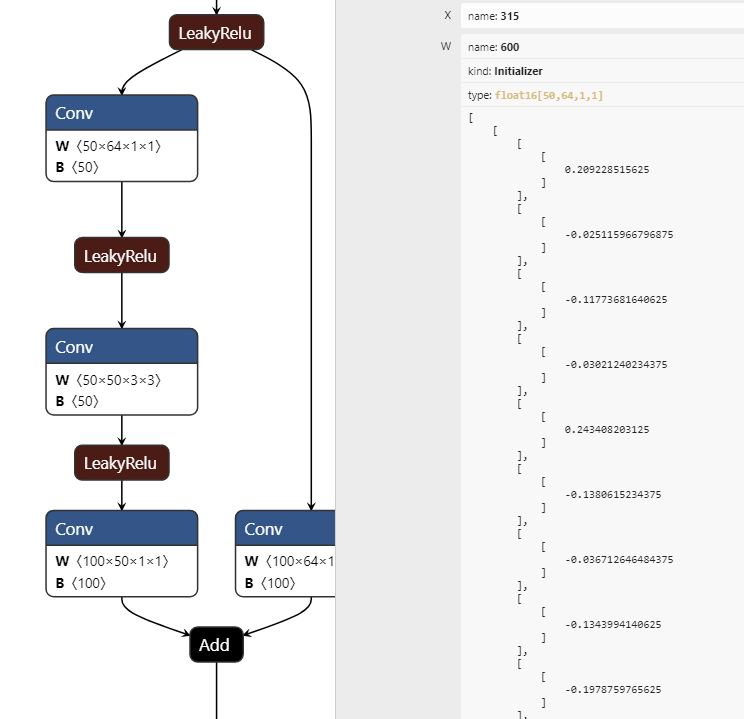 LeakyRelu
Conv
W ⟨50×64×1×1⟩
B ⟨50⟩
LeakyRelu
Conv
W ⟨50×50×3×3⟩
B ⟨50⟩
LeakyRelu
Conv
W ⟨100×50×1×1⟩
B ⟨100⟩
Conv
W ⟨100×64×1
B ⟨100⟩
Add
X name: 315
W name: 600
kind: Initializer
type: float16[50,64,1,1]
[
[
[
[
0.209228515625
]
],
[
[
-0.025115966796875
]
],
[
[
-0.11773681640625
]
],
[
[
-0.03021240234375
]
],
[
[
0.243408203125
]
],
[
[
-0.1380615234375
]
],
[
[
-0.036712646484375
]
],
[
[
-0.1343994140625
]
],
[
[
-0.1978759765625
]
],